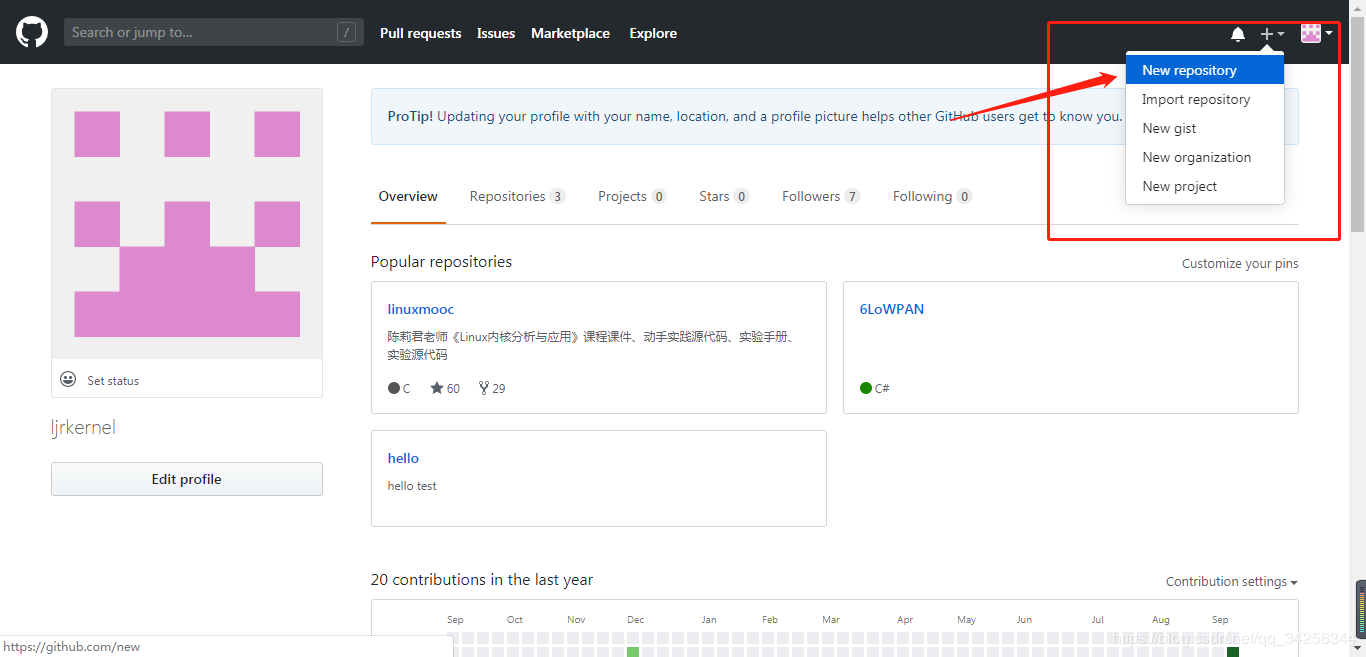 Search or jump to... /
Pull requests Issues Marketplace Explore
New repository
Import repository
New gist
New organization
New project
ProTip! Updating your profile with your name, location, and a profile picture helps other GitHub users get to know you.
Overview Repositories 3 Projects 0 Stars 0 Followers 7 Following 0
Set status
ljrkernel
Edit profile
Popular repositories Customize your pins
linuxmooc
陈莉君老师《Linux内核分析与应用》课程课件、动手实践源代码、实验手册、
实验源代码
C 60 29
6LoWPAN
C#
hello
hello test
20 contributions in the last year Contribution settings
Sep Oct Nov Dec Jan Feb Mar Apr May Jun Jul Aug Sep
https://github.com/new